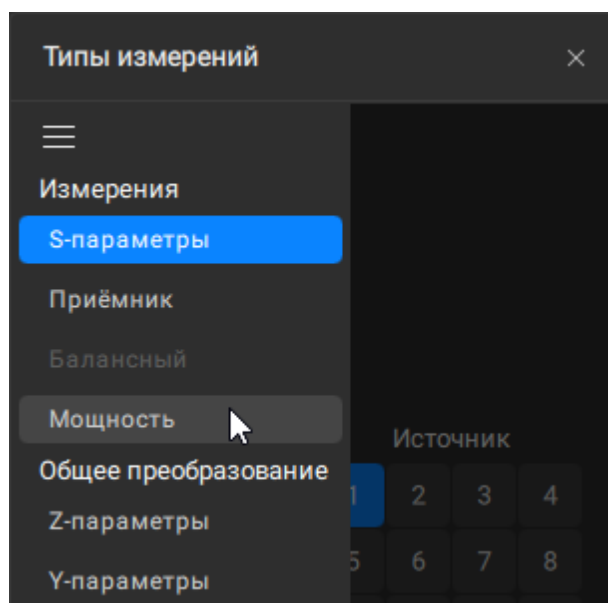 Типы измерений
Измерения
S-параметры
Приёмник
Балансный
Мощность
Источник
Общее преобразование
1 2 3 4
Z-параметры
5 6 7 8
Y-параметры